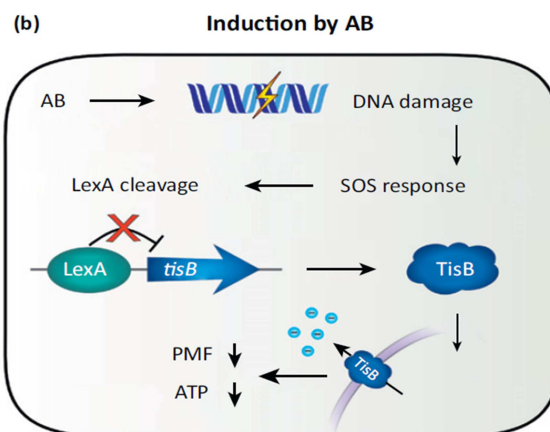 (b) Induction by AB
AB DNA damage
LexA cleavage SOS response
LexA tisB TisB
PMF
TisB
ATP